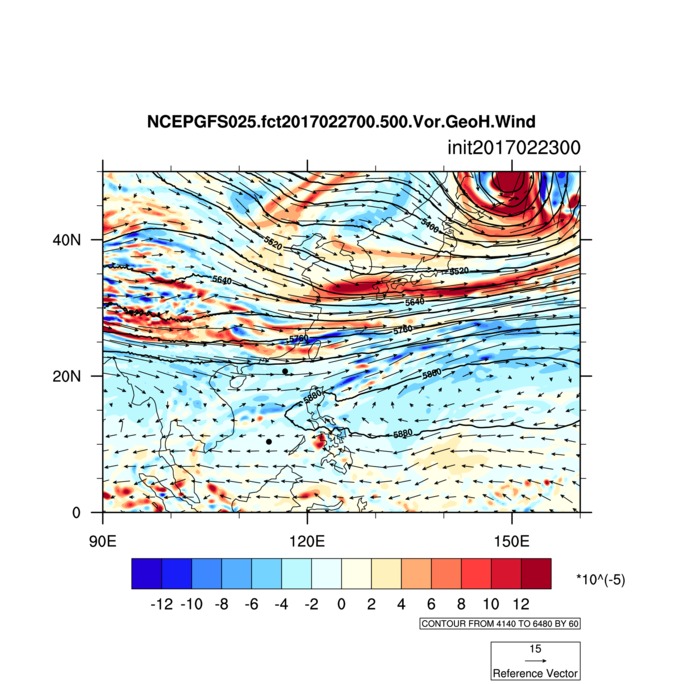 NCEPGFS025.fct2017022700.500.Vor.GeoH.Wind
init2017022300
40N
20N
0
5400
5520
5520
5640
5640
5760
5760
5880
5880
5880
90E 120E 150E
-12 -10 -8 -6 -4 -2 0 2 4 6 8 10 12
*10^(-5)
CONTOUR FROM 4140 TO 6480 BY 60
15
Reference Vector